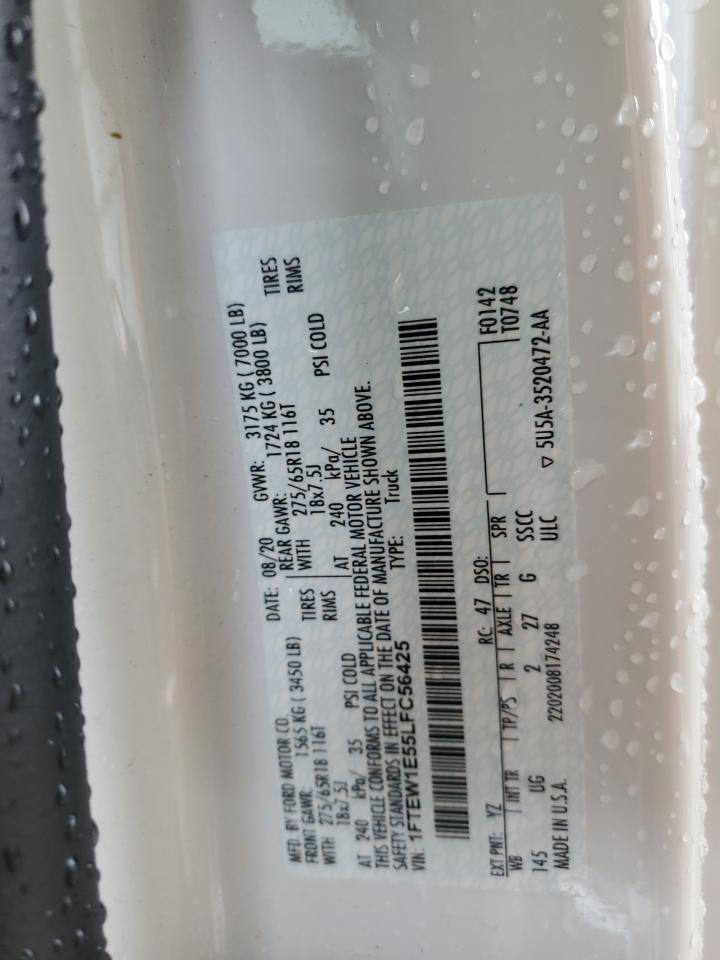 MFD. BY FORD MOTOR CO.
DATE: 08/20 GVWR: 3175 KG ( 7000 LB)
FRONT GAWR: 1565 KG ( 3450 LB) REAR GAWR: 1724 KG ( 3800 LB)
WITH 275/65R18 116T TIRES WITH 275/65R18 116T TIRES
18x7.5J RIMS 18x7.5J RIMS
AT 240 kPa/ 35 PSI COLD AT 240 kPa/ 35 PSI COLD
THIS VEHICLE CONFORMS TO ALL APPLICABLE FEDERAL MOTOR VEHICLE
SAFETY STANDARDS IN EFFECT ON THE DATE OF MANUFACTURE SHOWN ABOVE.
VIN: 1FTEW1E55LFC56425 TYPE: Truck
EXT PNT: YZ RC: 47 DSO: F0142
WB INT TR TP/PS R AXLE TR SPR T0748
145 UG 2 27 G SSCC
MADE IN U.S.A. 2202008174248 ULC ▽ 5U5A-3520472-AA